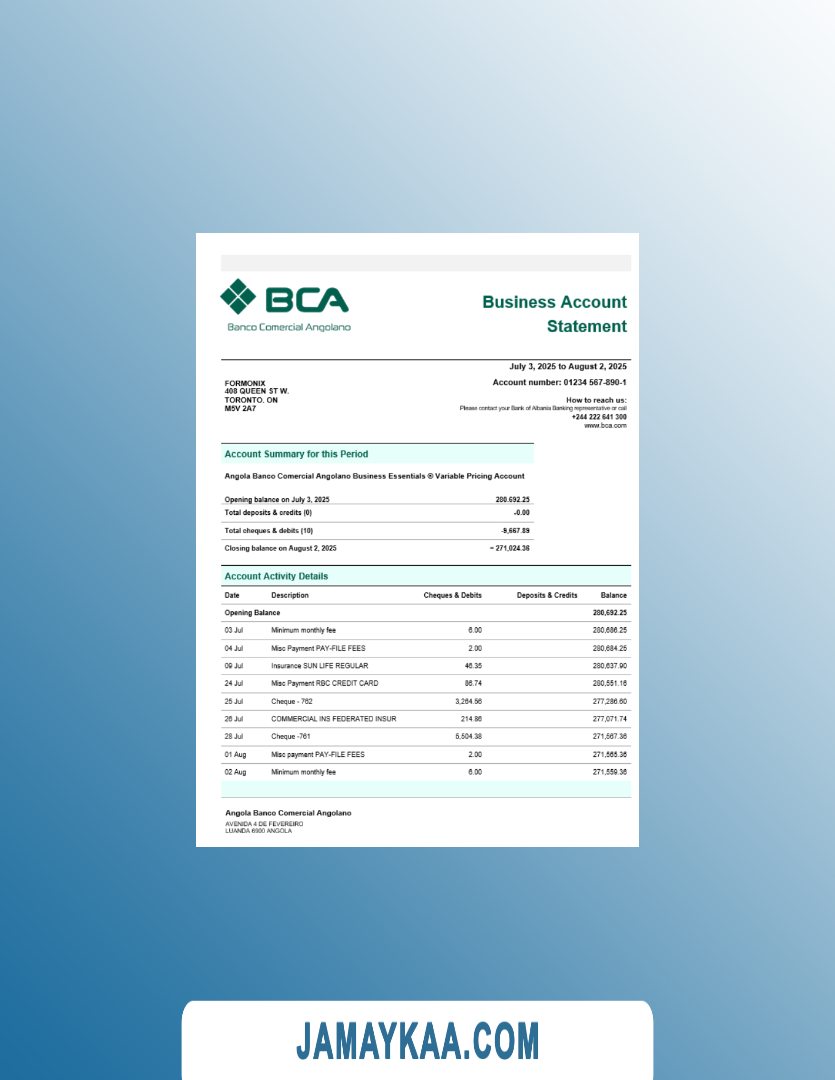 BCA
Banco Comercial Angolano
Business Account
Statement
July 3, 2025 to August 2, 2025
FORMONIX
408 QUEEN ST W.
TORONTO. ON
M5V 2A7
Account number: 01234 567-890-1
How to reach us:
Please contact your Bank of Albania Banking representative or call
+244 222 641 300
www.bca.com
Account Summary for this Period
Angola Banco Comercial Angolano Business Essentials ® Variable Pricing Account
Opening balance on July 3, 2025 280.692.25
Total deposits & credits (0) -0.00
Total cheques & debits (10) -9,667.89
Closing balance on August 2, 2025 = 271,024.36
Account Activity Details
Date Description Cheques & Debits Deposits & Credits Balance
Opening Balance 280,692.25
03 Jul Minimum monthly fee 6.00 280,686.25
04 Jul Misc Payment PAY-FILE FEES 2.00 280,684.25
09 Jul Insurance SUN LIFE REGULAR 46.35 280,637.90
24 Jul Misc Payment RBC CREDIT CARD 86.74 280,551.16
25 Jul Cheque - 762 3,264.56 277,286.60
26 Jul COMMERCIAL INS FEDERATED INSUR 214.86 277,071.74
28 Jul Cheque -761 5,504.38 271,567.36
01 Aug Misc payment PAY-FILE FEES 2.00 271,565.36
02 Aug Minimum monthly fee 6.00 271,559.36
Angola Banco Comercial Angolano
AVENIDA 4 DE FEVEREIRO
LUANDA 6900 ANGOLA
JAMAYKAA.COM